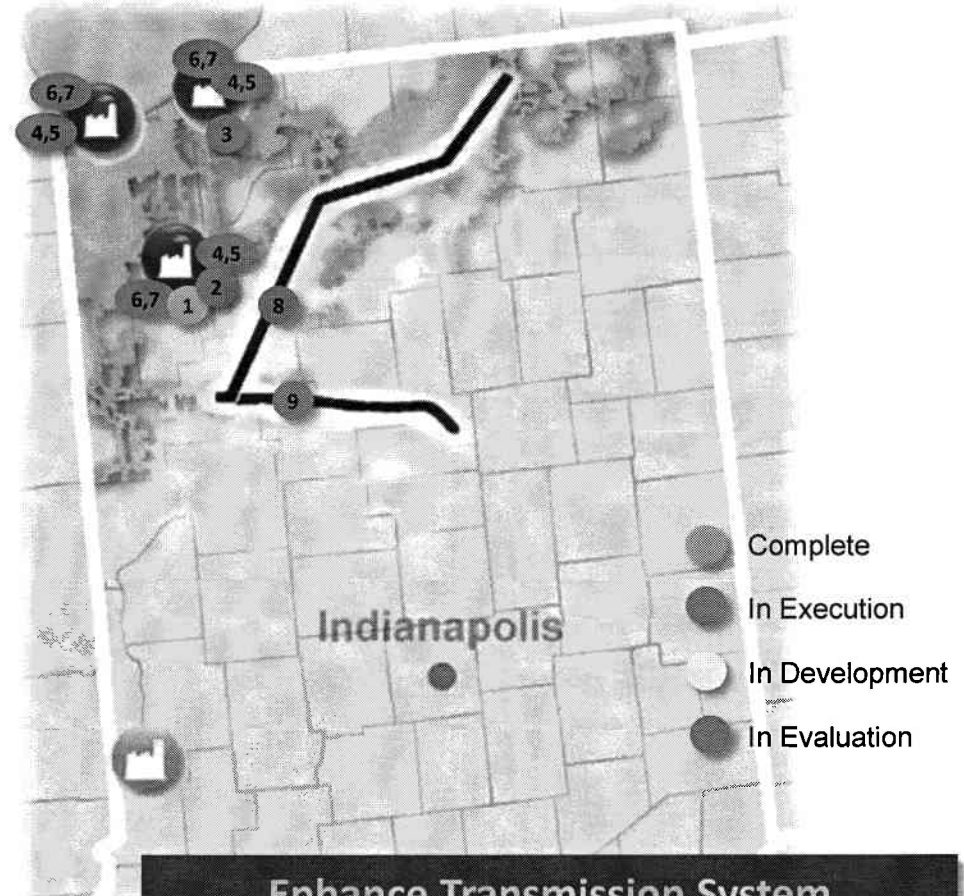 6,7
4,5
6,7
4,5
3
4,5
2
6,7
1
8
9
Complete
In Execution
Indianapolis
In Development
In Evaluation
Enhance Transmission System